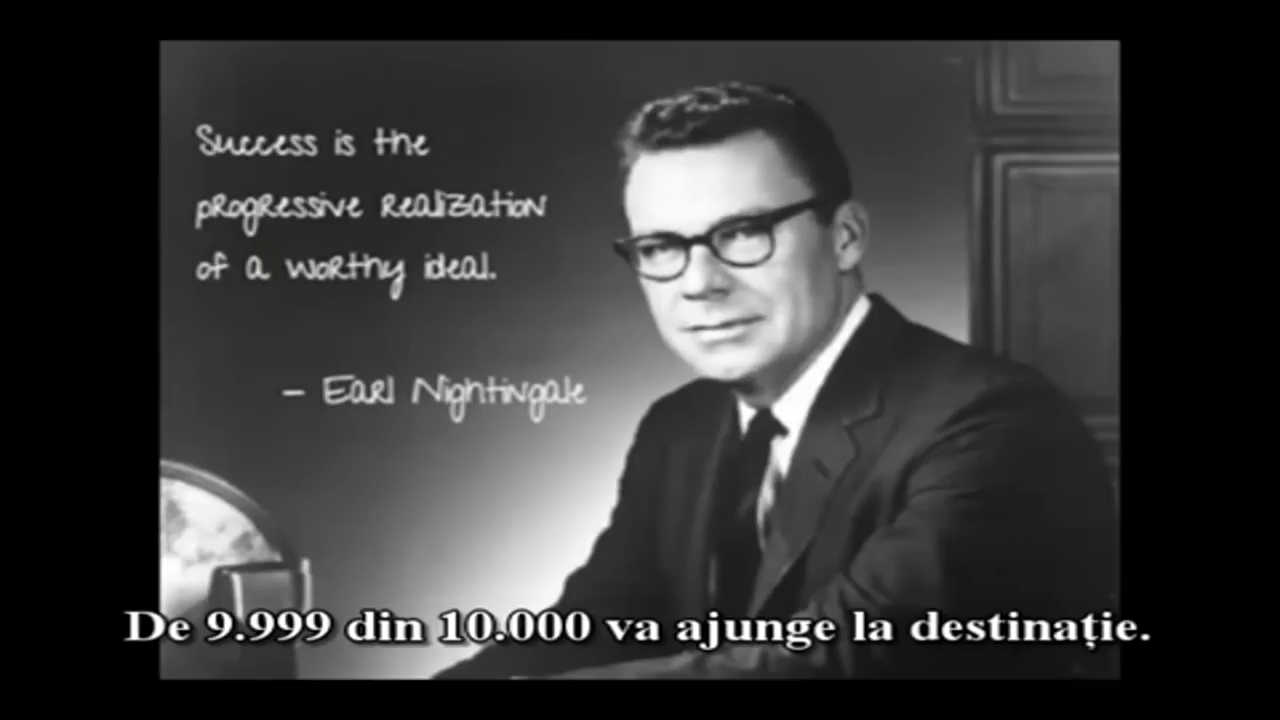 Success is the
progressive realization
of a worthy ideal.
– Earl Nightingale
De 9.999 din 10.000 va ajunge la destinație.